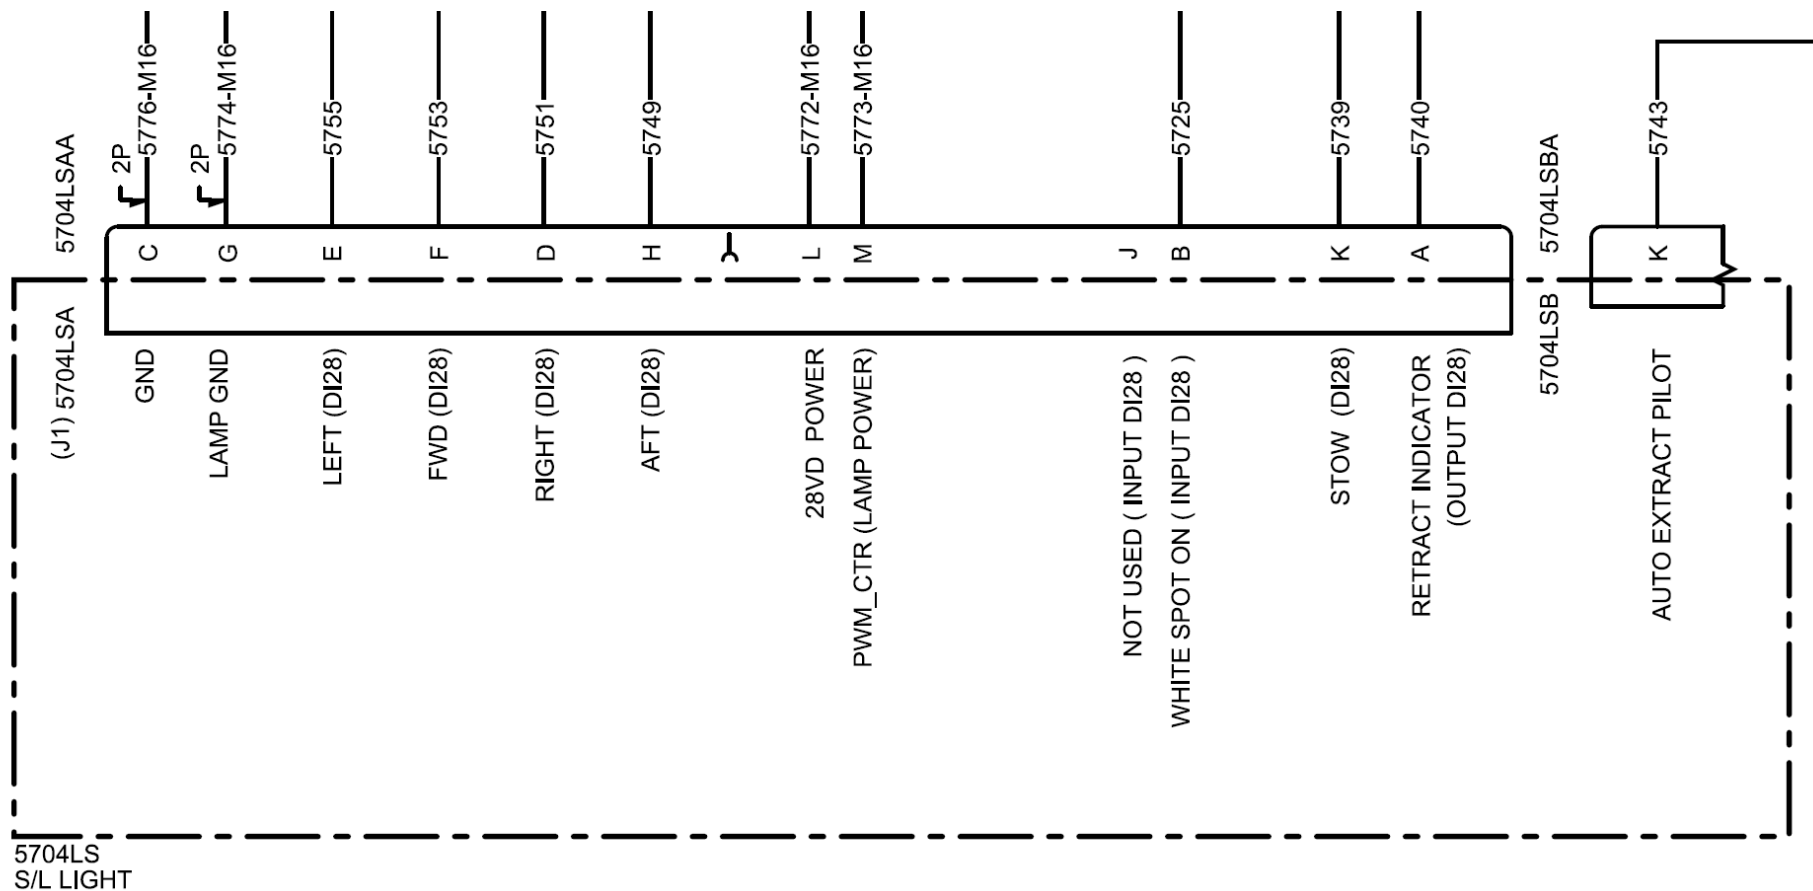 5704LSAA
2P
5776-M16
2P
5774-M16
5755
5753
5751
5749
5772-M16
5773-M16
5725
5739
5740
5704LSBA
5743
C
G
E
F
D
H
L
M
J
B
K
A
K
(J1) 5704LSA
GND
LAMP GND
LEFT (DI28)
FWD (DI28)
RIGHT (DI28)
AFT (DI28)
28VD POWER
PWM_CTR (LAMP POWER)
NOT USED ( INPUT DI28 )
WHITE SPOT ON ( INPUT DI28 )
STOW (DI28)
RETRACT INDICATOR
(OUTPUT DI28)
5704LSB
AUTO EXTRACT PILOT
5704LS
S/L LIGHT